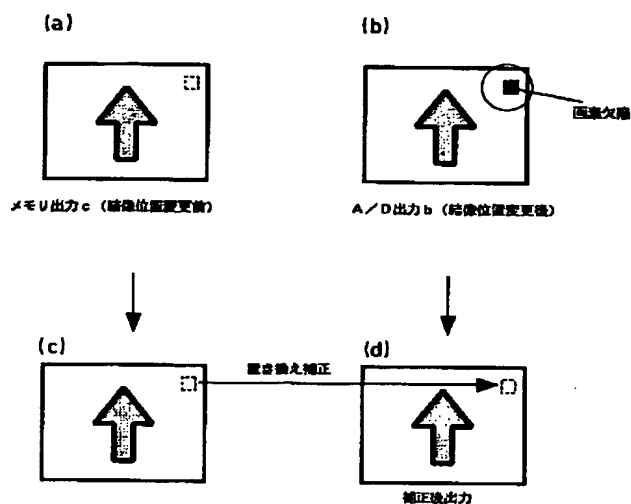 (a)
(b)
画素欠陥
メモリ出力c（結像位置変更前）
A／D出力b（結像位置変更後）
(c)
(d)
置き換え補正
補正後出力